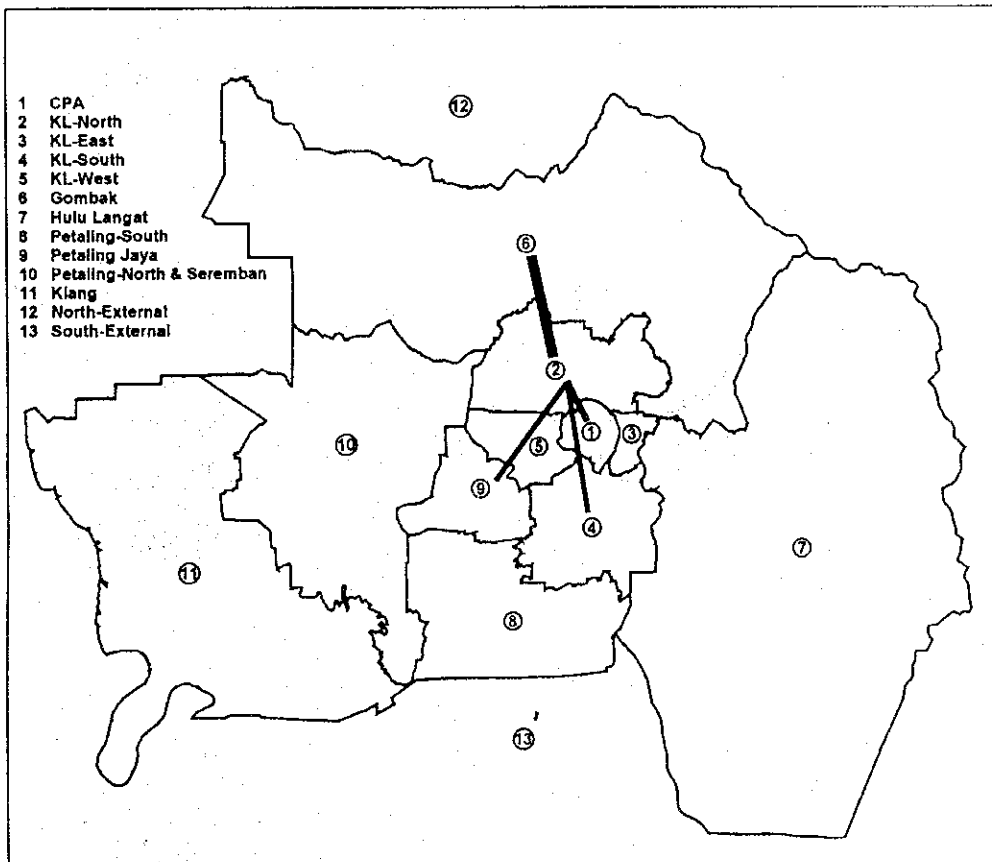 1 CPA
2 KL-North
3 KL-East
4 KL-South
5 KL-West
6 Gombak
7 Hulu Langat
8 Petaling-South
9 Petaling Jaya
10 Petaling-North & Seremban
11 Klang
12 North-External
13 South-External
12
6
2
1
3
10
5
9
4
7
11
8
13